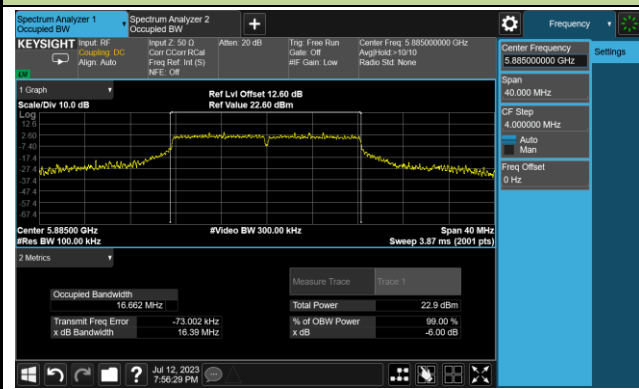 Spectrum Analyzer 1
Occupied BW
Spectrum Analyzer 2
Occupied BW
Frequency
KEYSIGHT
Input: RF
Coupling: DC
Align: Auto
Input Z: 50 Ω
Corr CCorr RCal
Freq Ref: Int (S)
NFE: Off
Atten: 20 dB
Trig: Free Run
Gate: Off
#IF Gain: Low
Center Freq: 5.885000000 GHz
Avg|Hold:>10/10
Radio Std: None
Center Frequency
5.885000000 GHz
Settings
Span
40.000 MHz
CF Step
4.000000 MHz
Auto
Man
Freq Offset
0 Hz
1 Graph
Scale/Div 10.0 dB
Ref Lvl Offset 12.60 dB
Ref Value 22.60 dBm
Log
12.6
2.60
-7.40
-17.4
-27.4
-37.4
-47.4
-57.4
-67.4
Center 5.88500 GHz
#Res BW 100.00 kHz
#Video BW 300.00 kHz
Span 40 MHz
Sweep 3.87 ms (2001 pts)
2 Metrics
Measure Trace
Trace 1
Occupied Bandwidth
16.662 MHz
Total Power
22.9 dBm
Transmit Freq Error
-73.002 kHz
% of OBW Power
99.00 %
x dB Bandwidth
16.39 MHz
x dB
-6.00 dB
?
Jul 12, 2023
7:56:29 PM